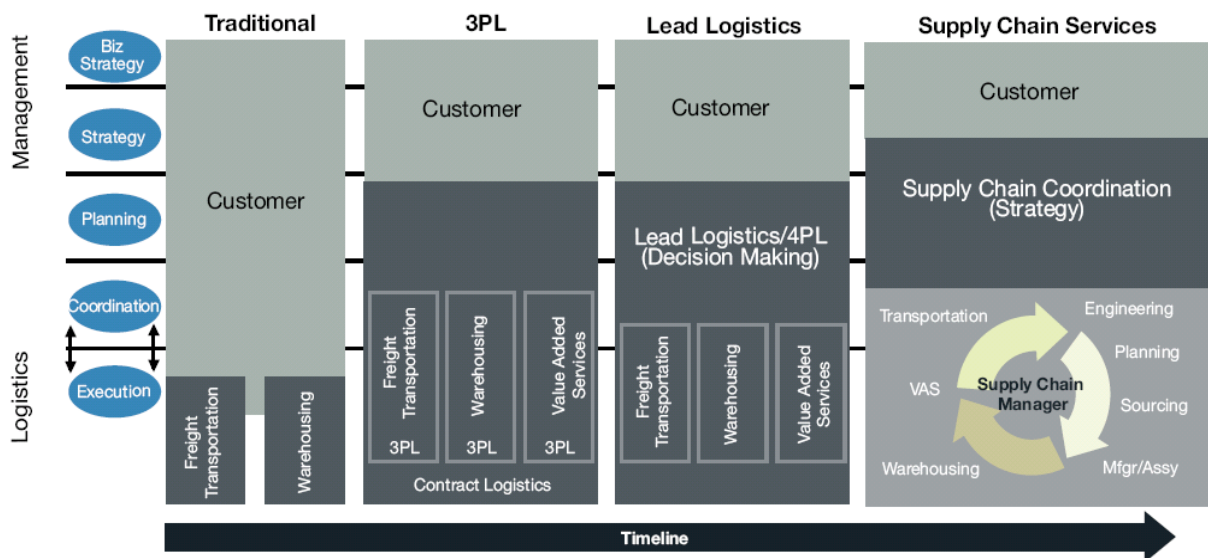 Traditional
3PL
Lead Logistics
Supply Chain Services
Management
Logistics
Biz
Strategy
Strategy
Planning
Coordination
Execution
Customer
Freight
Transportation
Warehousing
Customer
Freight
Transportation
3PL
Warehousing
3PL
Value Added
Services
3PL
Contract Logistics
Customer
Lead Logistics/4PL
(Decision Making)
Freight
Transportation
Warehousing
Value Added
Services
Customer
Supply Chain Coordination
(Strategy)
Transportation
Engineering
Planning
VAS
Supply Chain
Manager
Sourcing
Warehousing
Mfgr/Assy
Timeline